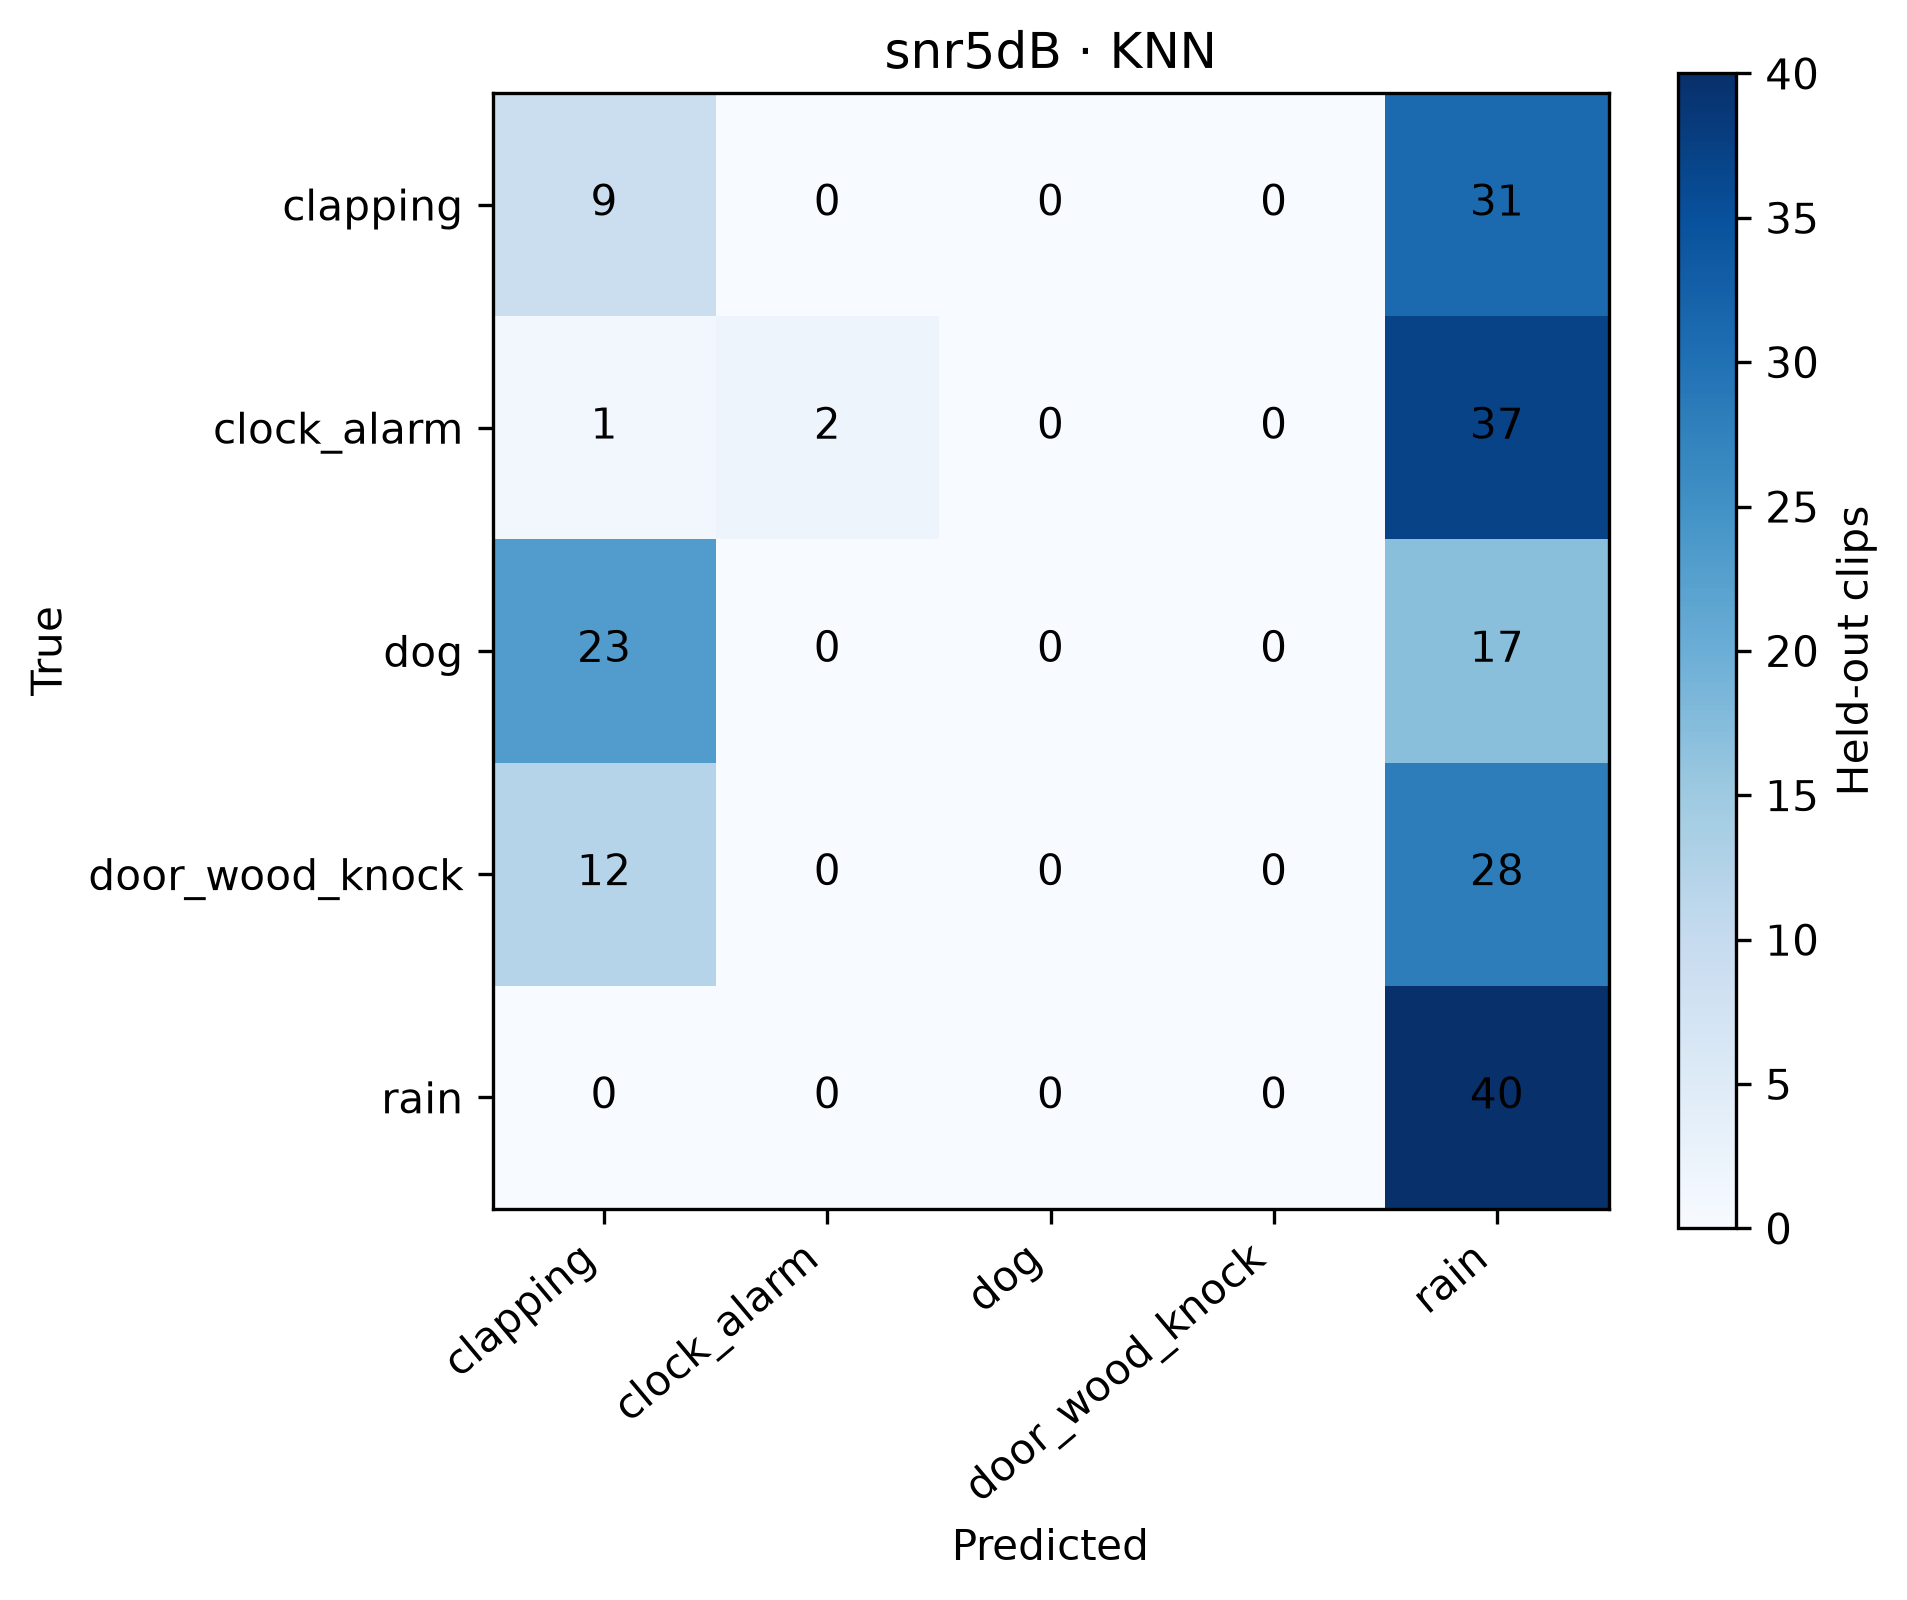 snr5dB · KNN
clapping 9 0 0 0 31
clock_alarm 1 2 0 0 37
dog 23 0 0 0 17
door_wood_knock 12 0 0 0 28
rain 0 0 0 0 40
True
clapping
clock_alarm
dog
door_wood_knock
rain
Predicted
40
35
30
25
20
15
10
5
0
Held-out clips